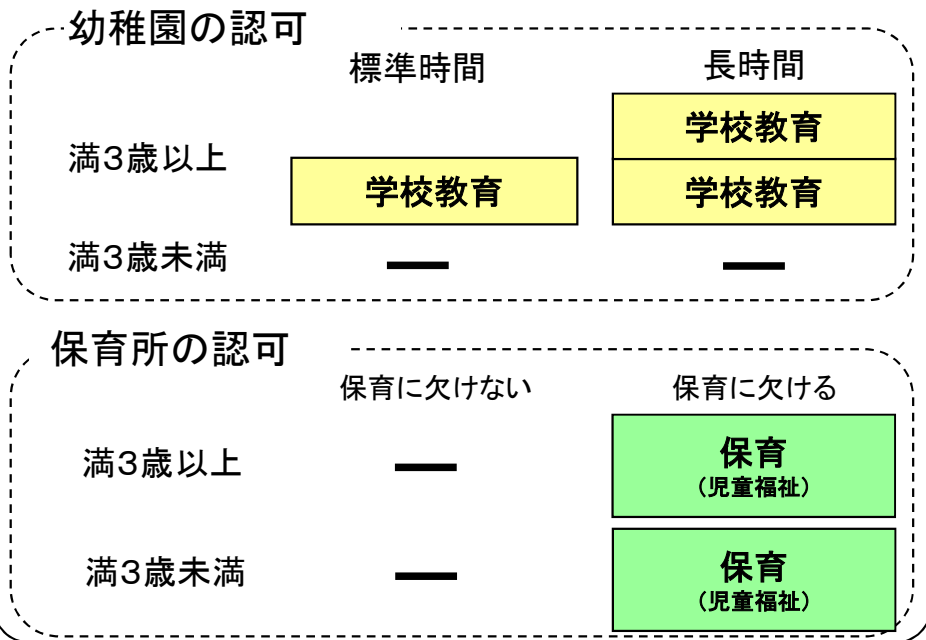 幼稚園の認可
標準時間
長時間
学校教育
満3歳以上
学校教育
学校教育
満3歳未満
ー
ー
保育所の認可
保育に欠けない
保育に欠ける
満3歳以上
ー
保育
(児童福祉)
満3歳未満
ー
保育
(児童福祉)